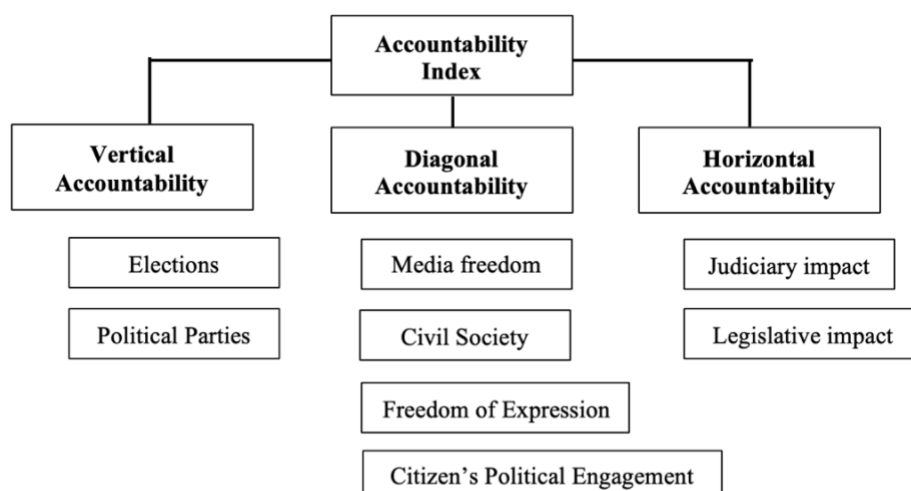 Accountability
Index
Vertical
Accountability
Diagonal
Accountability
Horizontal
Accountability
Elections
Media freedom
Judiciary impact
Political Parties
Civil Society
Legislative impact
Freedom of Expression
Citizen’s Political Engagement